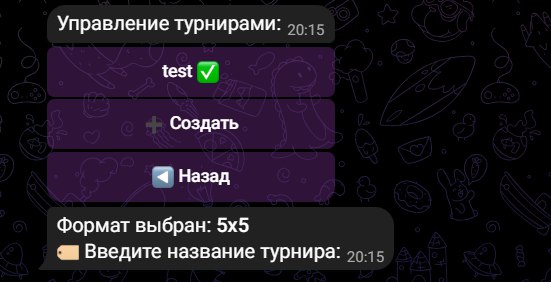 Управление турнирами: 20:15
test ✅
➕ Создать
◀️ Назад
Формат выбран: 5x5
🏷️ Введите название турнира: 20:15